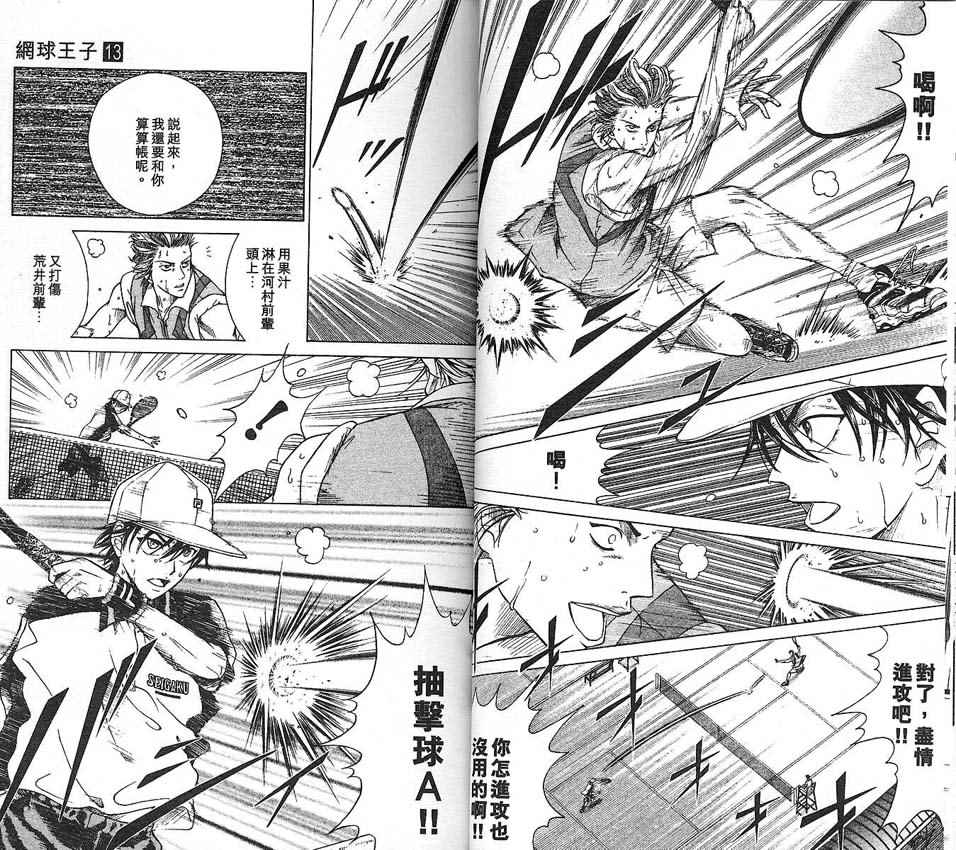 喝啊!!
喝！
對了，盡情
進攻吧!!
你怎進攻也
沒用的啊!!
網球王子 13
説起來，
我還要和你
算算帳呢。
用果汁
淋在河村前輩
頭上…
又打傷
荒井前輩…
!
抽擊球A!!
SEIGAKU